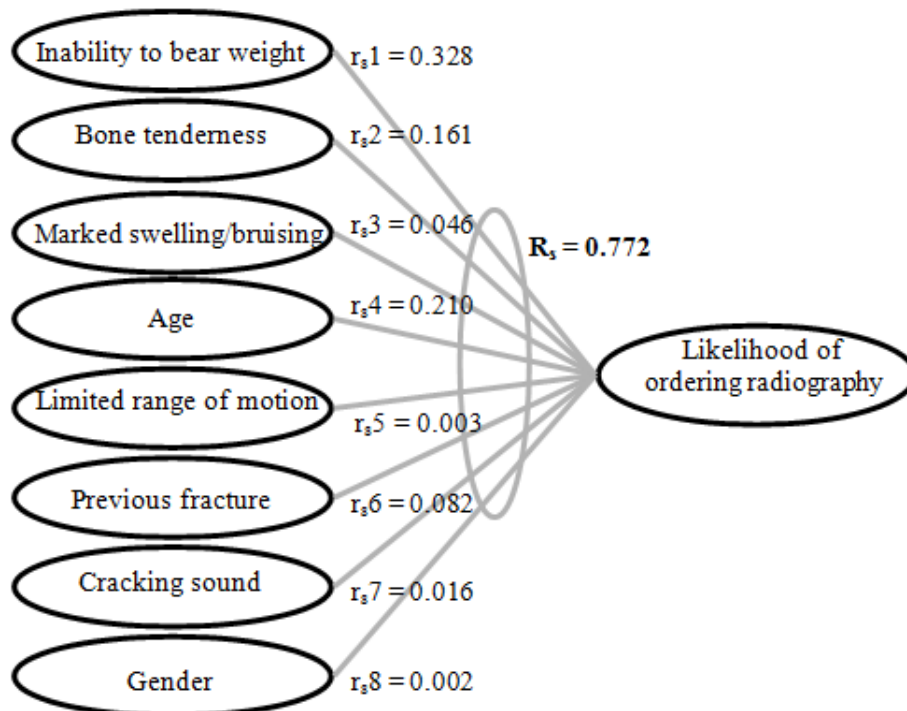 Inability to bear weight
rₛ1 = 0.328
Bone tenderness
rₛ2 = 0.161
Marked swelling/bruising
rₛ3 = 0.046
Rₛ = 0.772
Age
rₛ4 = 0.210
Likelihood of
ordering radiography
Limited range of motion
rₛ5 = 0.003
Previous fracture
rₛ6 = 0.082
Cracking sound
rₛ7 = 0.016
Gender
rₛ8 = 0.002